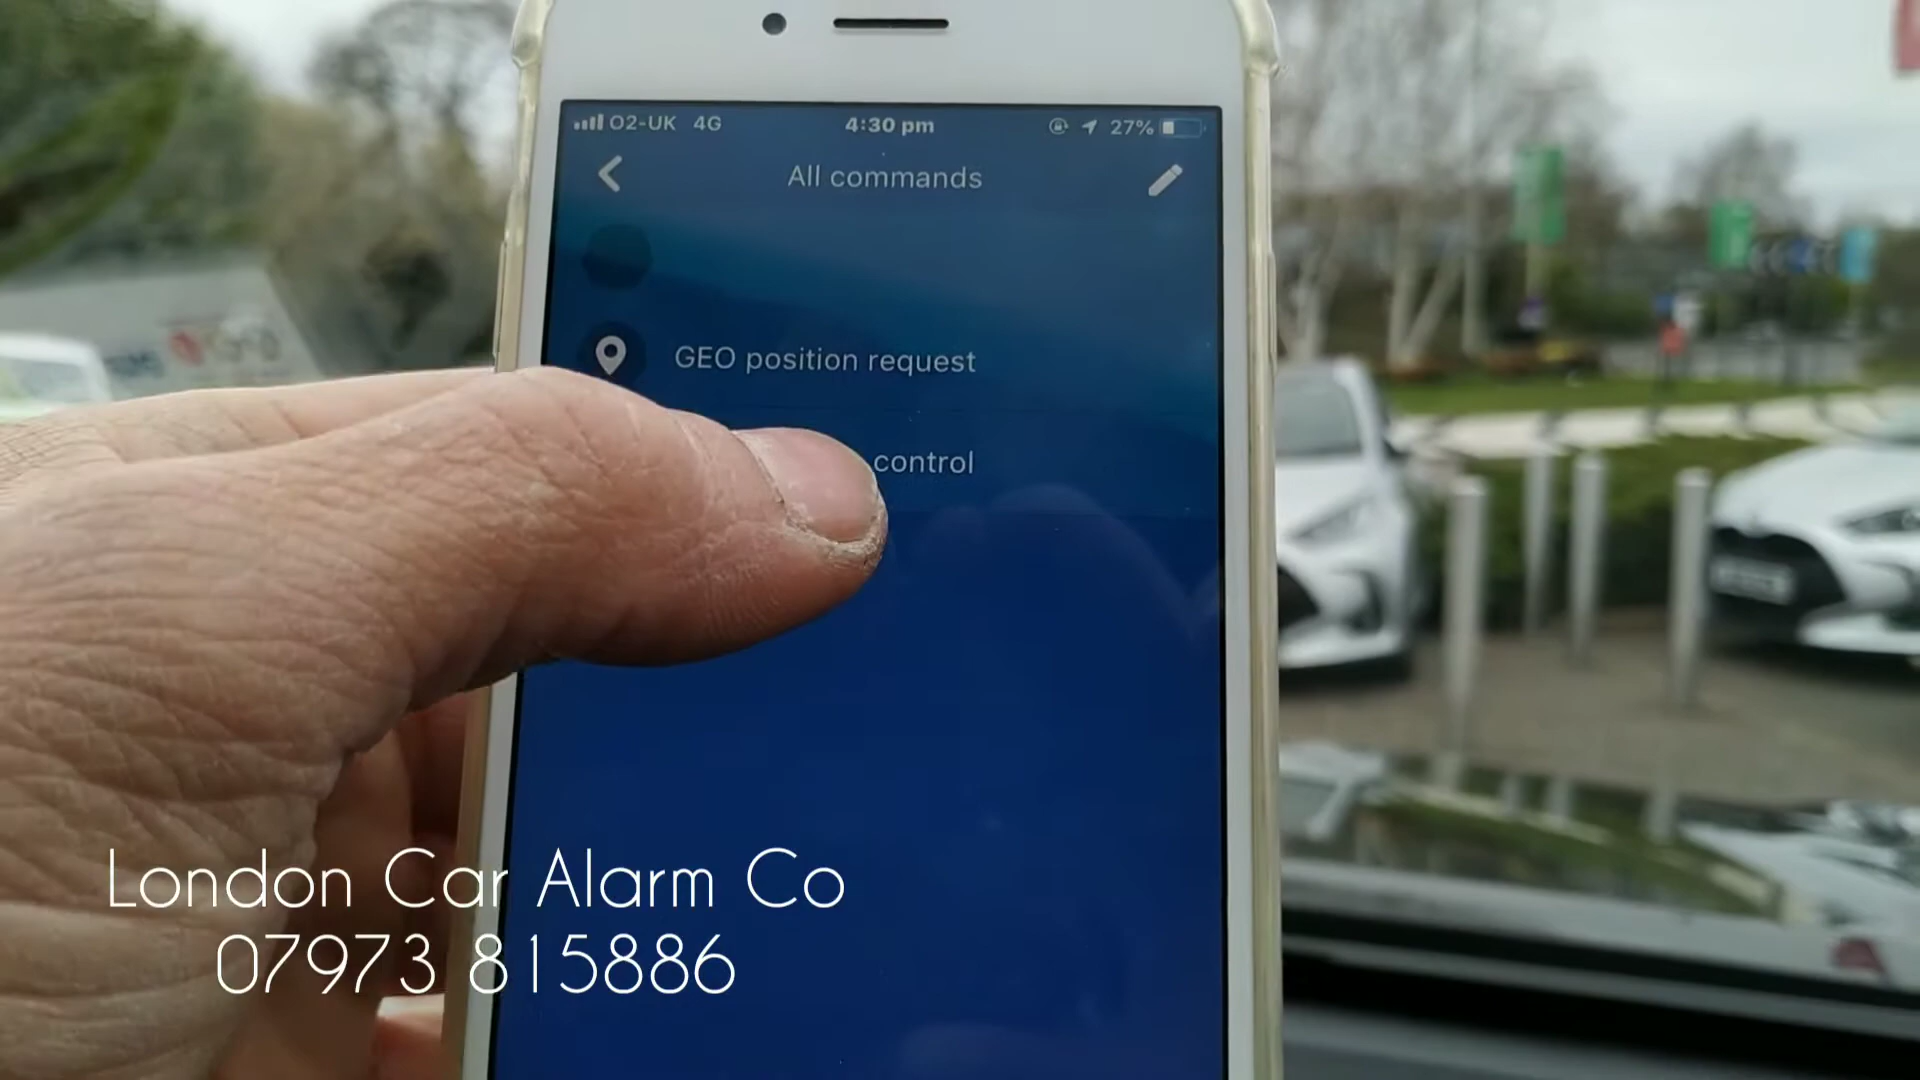 O2-UK 4G 4:30 pm 27%
All commands
GEO position request
control
London Car Alarm Co
07973 815886